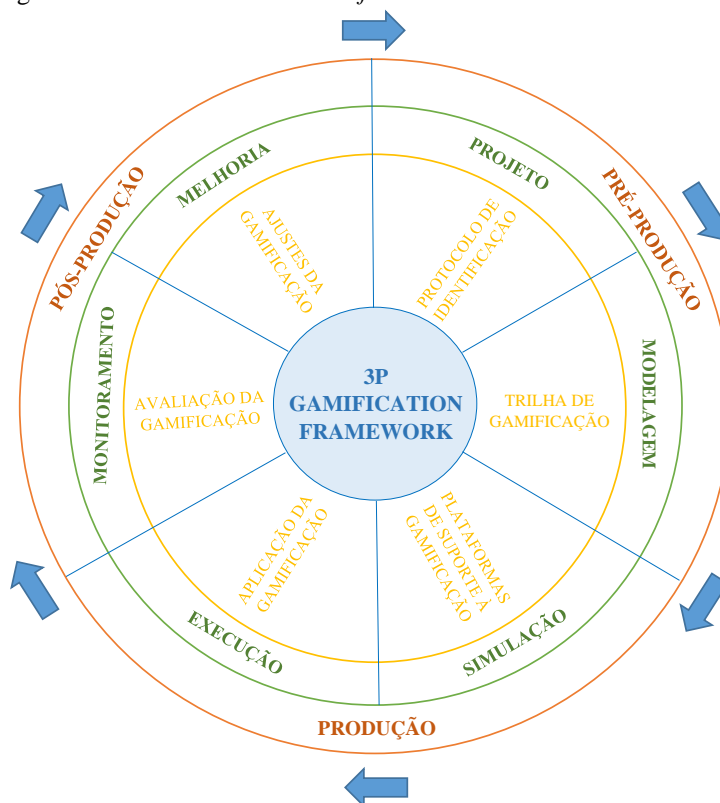 PÓS-PRODUÇÃO
PRÉ-PRODUÇÃO
PRODUÇÃO
MELHORIA
PROJETO
MODELAGEM
SIMULAÇÃO
EXECUÇÃO
MONITORAMENTO
AJUSTES DA
GAMIFICAÇÃO
PROTOCOLO DE
IDENTIFICAÇÃO
TRILHA DE
GAMIFICAÇÃO
PLATAFORMAS
DE SUPORTE Á
GAMIFICAÇÃO
APLICAÇÃO DA
GAMIFICAÇÃO
AVALIAÇÃO DA
GAMIFICAÇÃO
3P
GAMIFICATION
FRAMEWORK